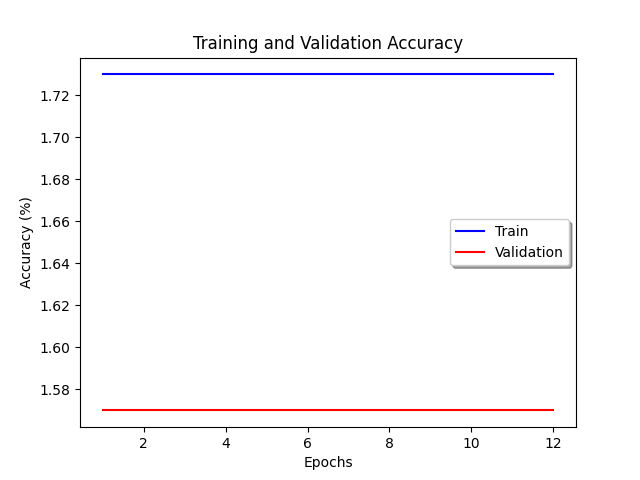 Training and Validation Accuracy
Accuracy (%)
1.72
1.70
1.68
1.66
1.64
1.62
1.60
1.58
Train
Validation
2 4 6 8 10 12
Epochs